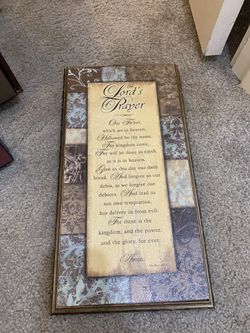 The
Lord's
Prayer
Our Father,
which art in heaven,
Hallowed be thy name.
Thy kingdom come.
Thy will be done in earth,
as it is in heaven.
Give us this day our daily
bread. And forgive us our
debts, as we forgive our
debtors. And lead us
not into temptation,
but deliver us from evil:
For thine is the
kingdom, and the power,
and the glory, for ever.
Amen.